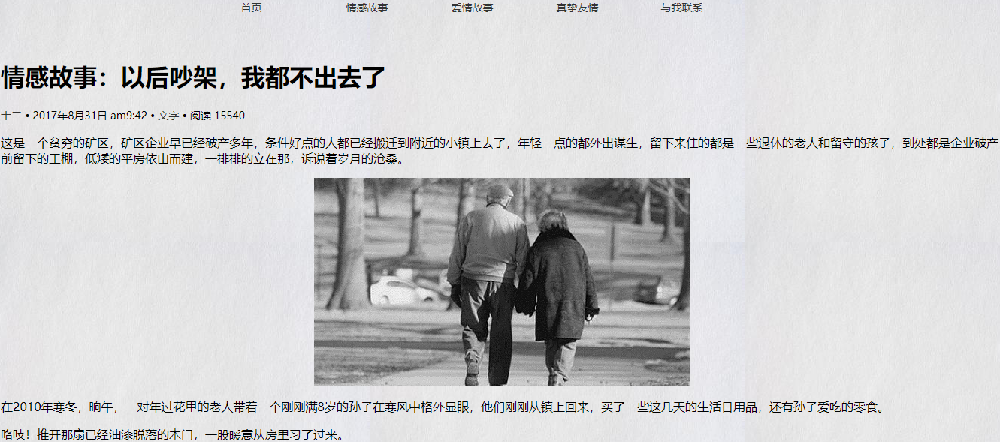 首页 情感故事 爱情故事 真挚友情 与我联系
情感故事：以后吵架，我都不出去了
十二 • 2017年8月31日 am9:42 • 文字 • 阅读 15540
这是一个贫穷的矿区，矿区企业早已经破产多年，条件好点的人都已经搬迁到附近的小镇上去了，年轻一点的都外出谋生，留下来住的都是一些退休的老人和留守的孩子，到处都是企业破产
前留下的工棚，低矮的平房依山而建，一排排的立在那，诉说着岁月的沧桑。
在2010年寒冬，晌午，一对年过花甲的老人带着一个刚刚满8岁的孙子在寒风中格外显眼，他们刚刚从镇上回来，买了一些这几天的生活日用品，还有孙子爱吃的零食。
咯吱！推开那扇已经油漆脱落的木门，一股暖意从房里习了过来。